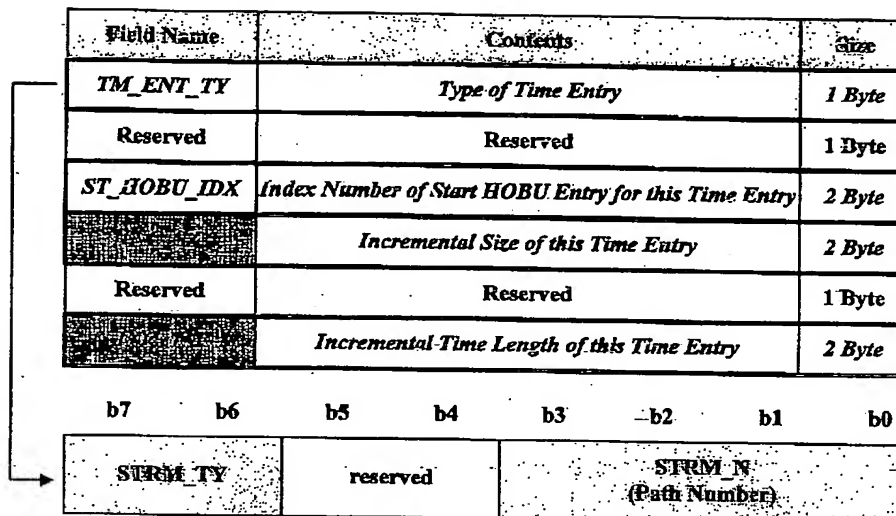 Field Name Contents Size
TM_ENT_TY Type of Time Entry 1 Byte
Reserved Reserved 1 Byte
ST_HOBU_IDX Index Number of Start HOBU Entry for this Time Entry 2 Byte
Incremental Size of this Time Entry 2 Byte
Reserved Reserved 1 Byte
Incremental Time Length of this Time Entry 2 Byte
b7 b6 b5 b4 b3 b2 b1 b0
STRM_TY reserved STRM_N
(Path Number)